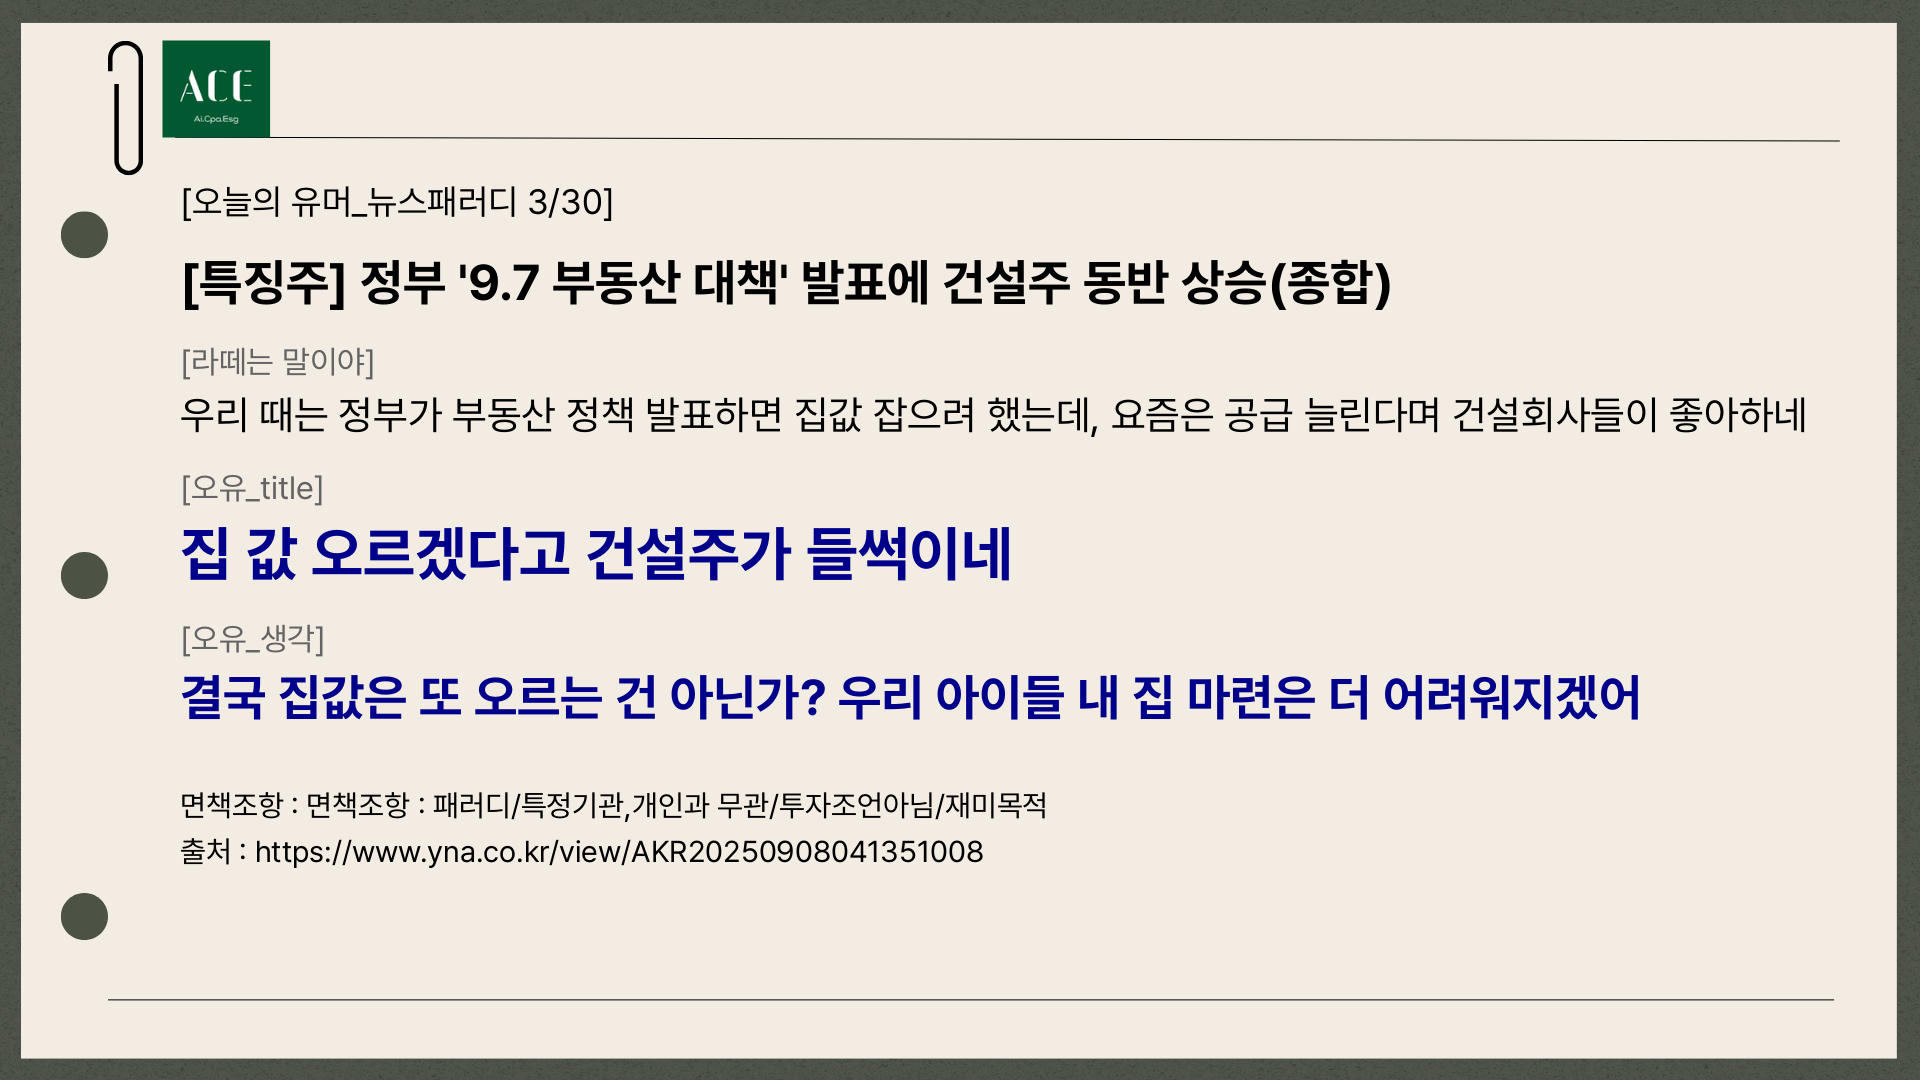 ACE
Ai.Cpa.Esg
[오늘의 유머_뉴스패러디 3/30]
[특징주] 정부 '9.7 부동산 대책' 발표에 건설주 동반 상승(종합)
[라떼는 말이야]
우리 때는 정부가 부동산 정책 발표하면 집값 잡으려 했는데, 요즘은 공급 늘린다며 건설회사들이 좋아하네
[오유_title]
집 값 오르겠다고 건설주가 들썩이네
[오유_생각]
결국 집값은 또 오르는 건 아닌가? 우리 아이들 내 집 마련은 더 어려워지겠어
면책조항 : 면책조항 : 패러디/특정기관,개인과 무관/투자조언아님/재미목적
출처 : https://www.yna.co.kr/view/AKR20250908041351008